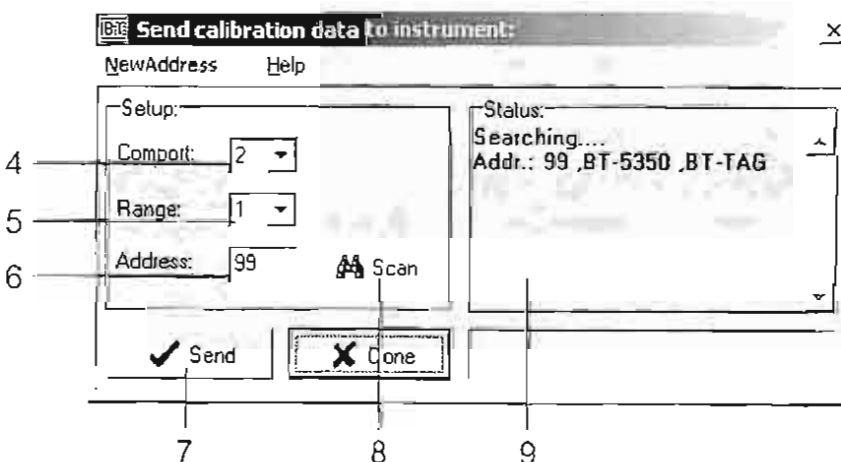 Send calibration data to instrument:
NewAddress Help
Setup:
Comport: 2
Range: 1
Address: 99
Scan
Status:
Searching....
Addr.: 99 ,BT-5350 ,BT-TAG
Send
Done
4
5
6
7 8 9